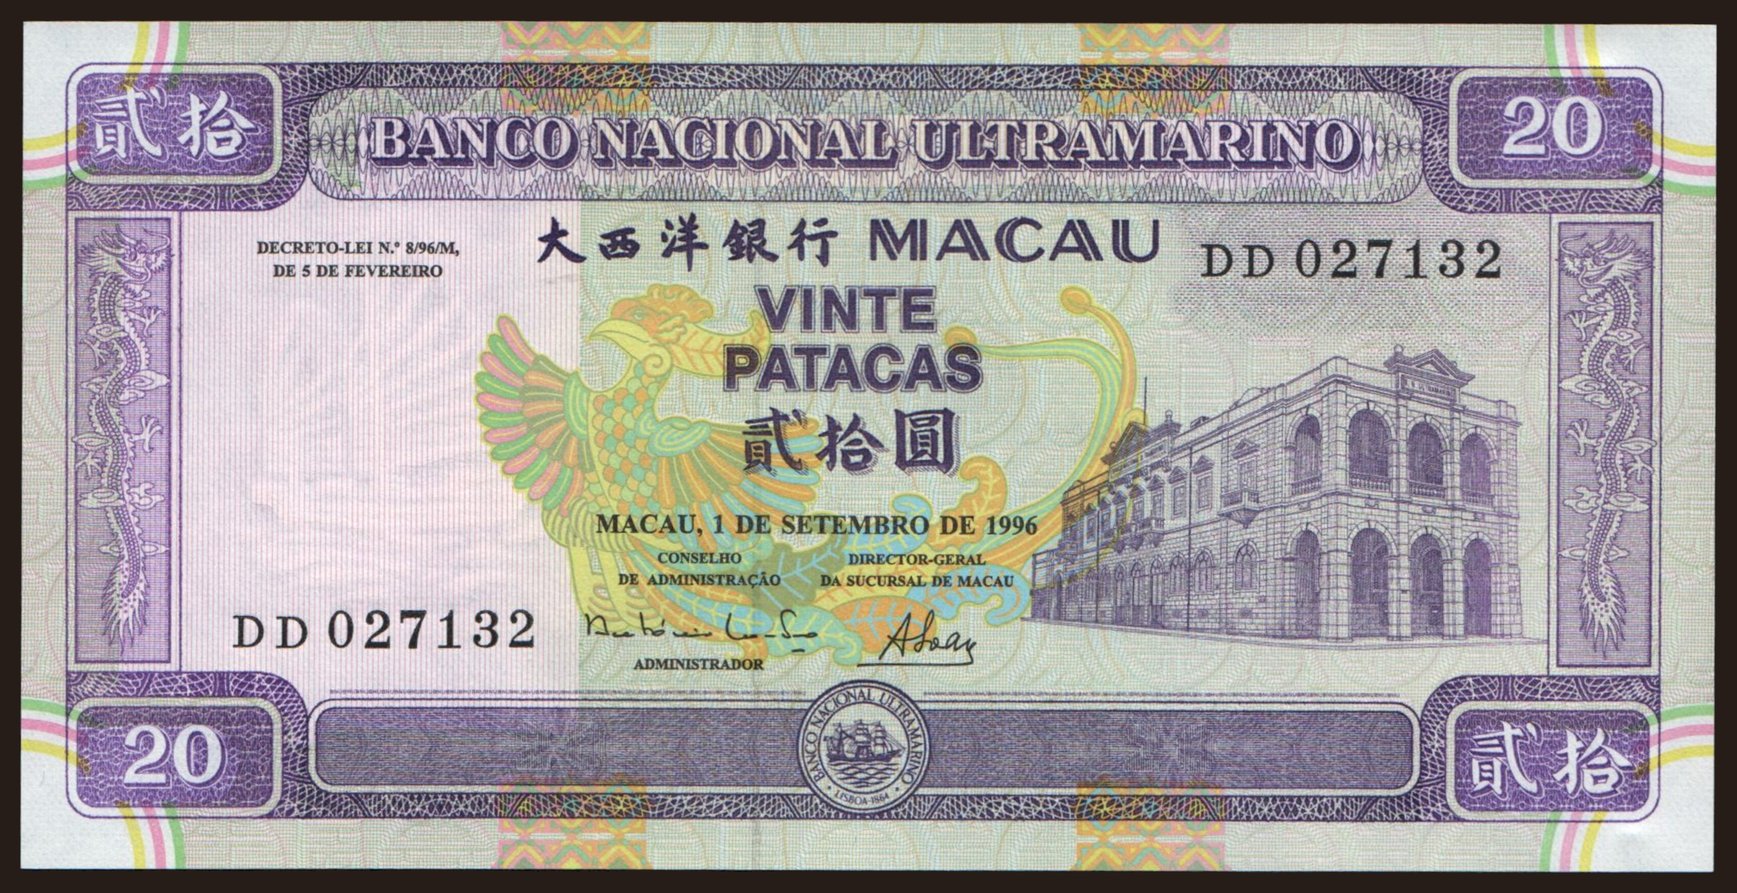 貳拾
BANCO NACIONAL ULTRAMARINO
20
DECRETO-LEI N.º 8/96/M,
DE 5 DE FEVEREIRO
大西洋銀行 MACAU
DD 027132
VINTE
PATACAS
貳拾圓
MACAU, 1 DE SETEMBRO DE 1996
CONSELHO
DE ADMINISTRAÇÃO
DIRECTOR-GERAL
DA SUCURSAL DE MACAU
DD 027132
ADMINISTRADOR
20
BANCO NACIONAL ULTRAMARINO
LISBOA-1864
貳拾